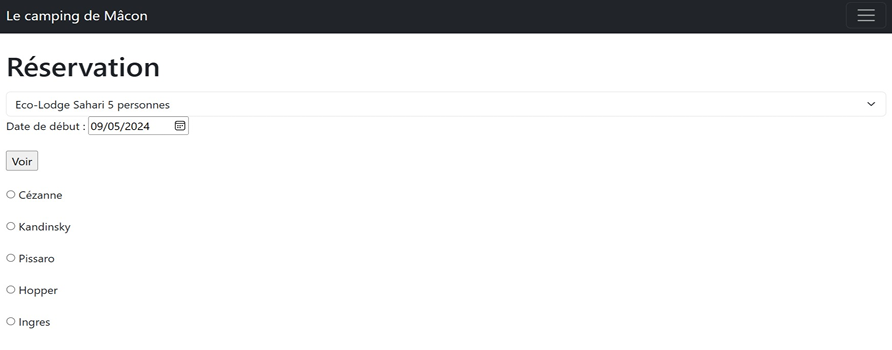 Le camping de Mâcon
Réservation
Eco-Lodge Sahari 5 personnes
Date de début : 09/05/2024
Voir
Cézanne
Kandinsky
Pissaro
Hopper
Ingres